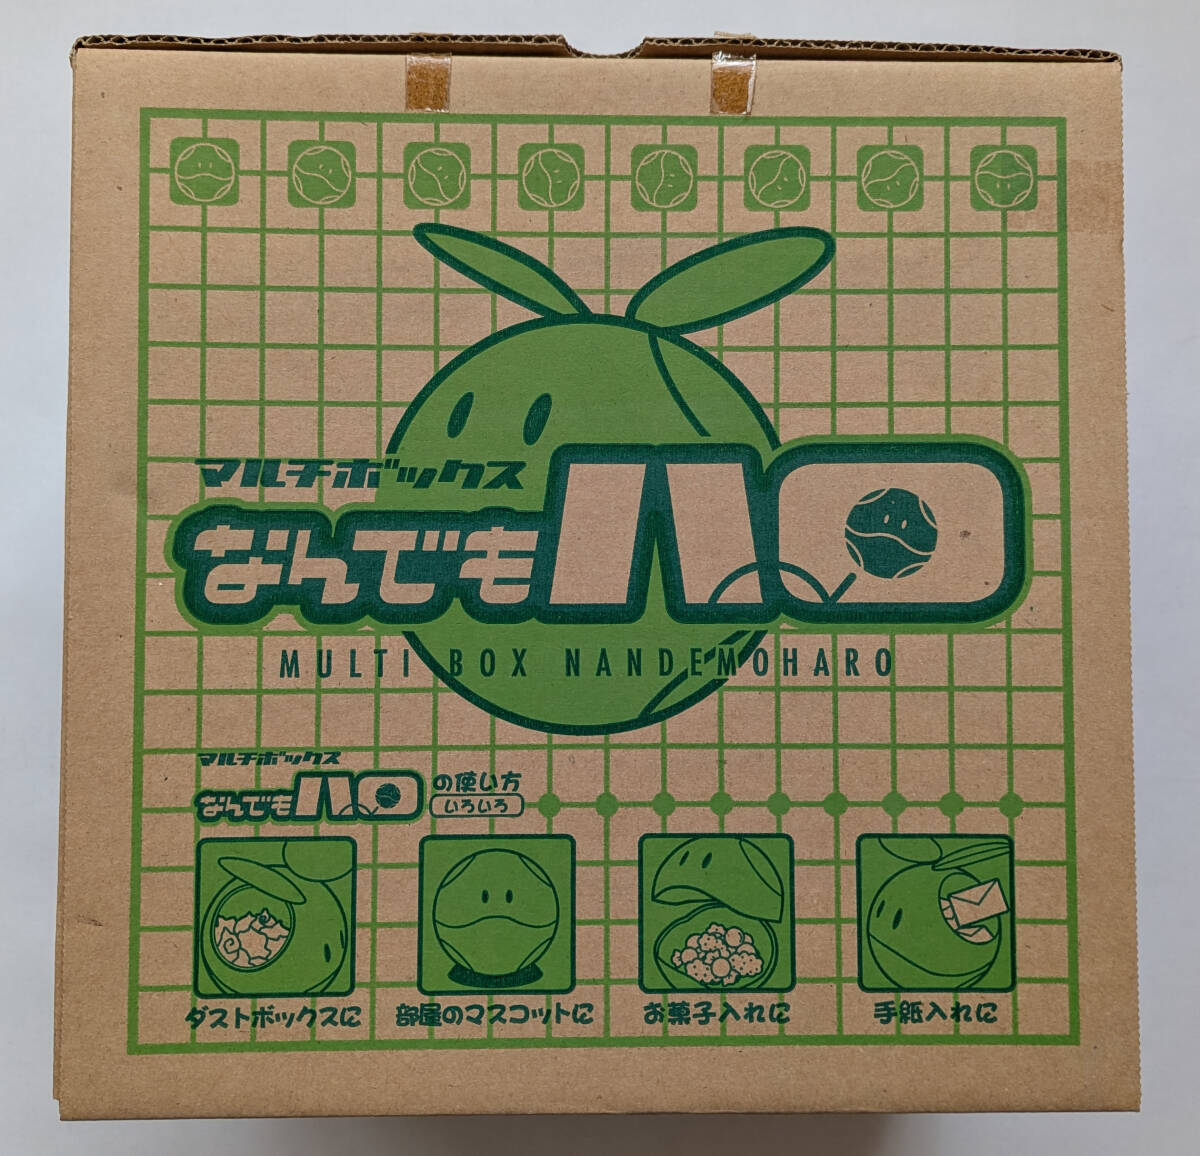 マルチボックス
なんでもハロ
MULTI BOX NANDEMOHARO
マルチボックス
なんでもハロの使い方
いろいろ
ダストボックスに
部屋のマスコットに
お菓子入れに
手紙入れに